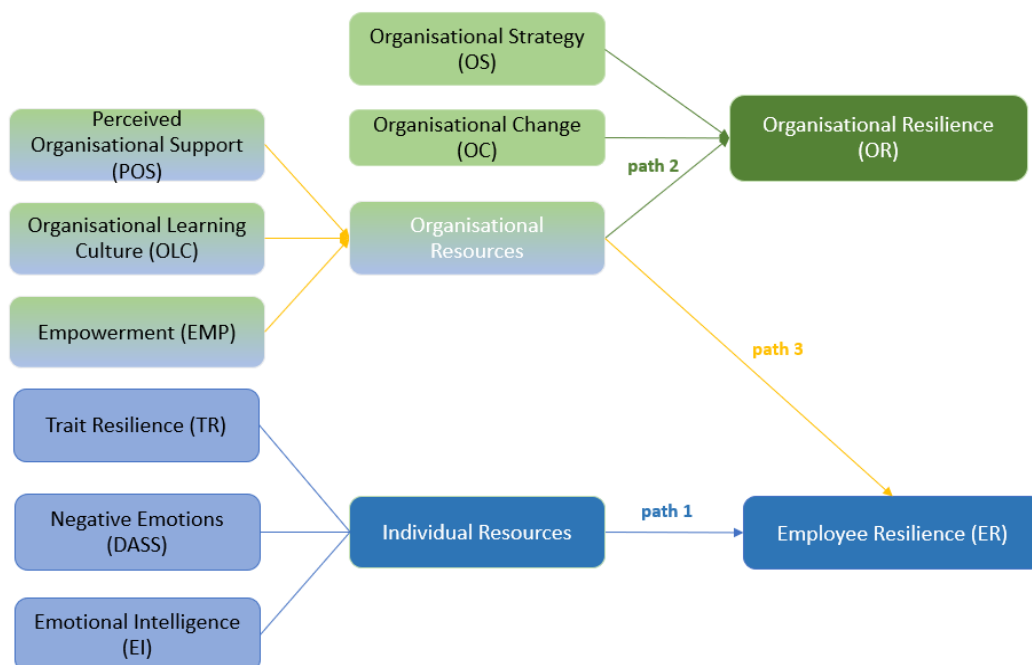 Organisational Strategy
(OS)
Perceived
Organisational Support
(POS)
Organisational Change
(OC)
Organisational Resilience
(OR)
path 2
Organisational Learning
Culture (OLC)
Organisational
Resources
Empowerment (EMP)
path 3
Trait Resilience (TR)
Negative Emotions
(DASS)
Individual Resources
path 1
Employee Resilience (ER)
Emotional Intelligence
(EI)